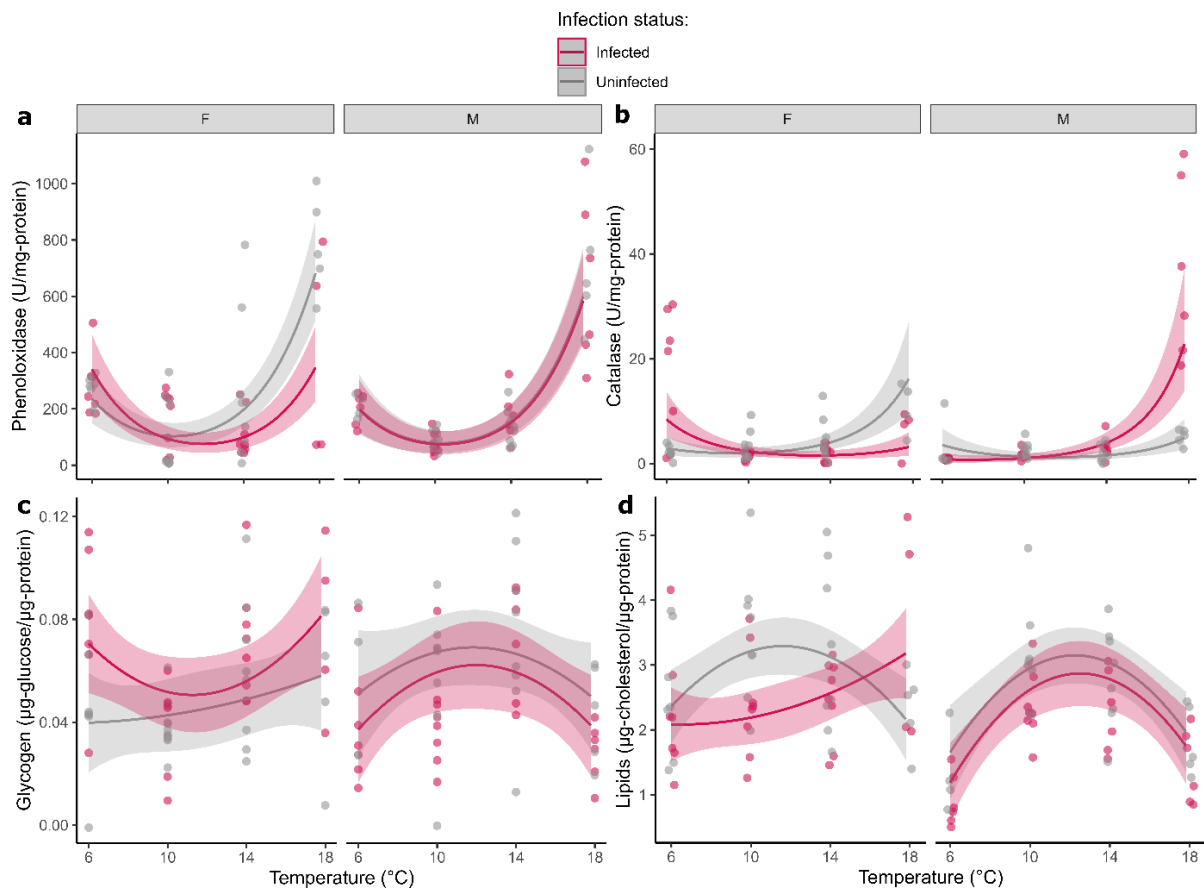 Infection status:
Infected
Uninfected
a
F
M
b
F
M
Phenoloxidase (U/mg-protein)
1000
800
600
400
200
0
Catalase (U/mg-protein)
60
40
20
0
c
Glycogen (µg-glucose/µg-protein)
0.12
0.08
0.04
0.00
d
Lipids (µg-cholesterol/µg-protein)
5
4
3
2
1
6 10 14 18 6 10 14 18
6 10 14 18 6 10 14 18
Temperature (°C)
Temperature (°C)